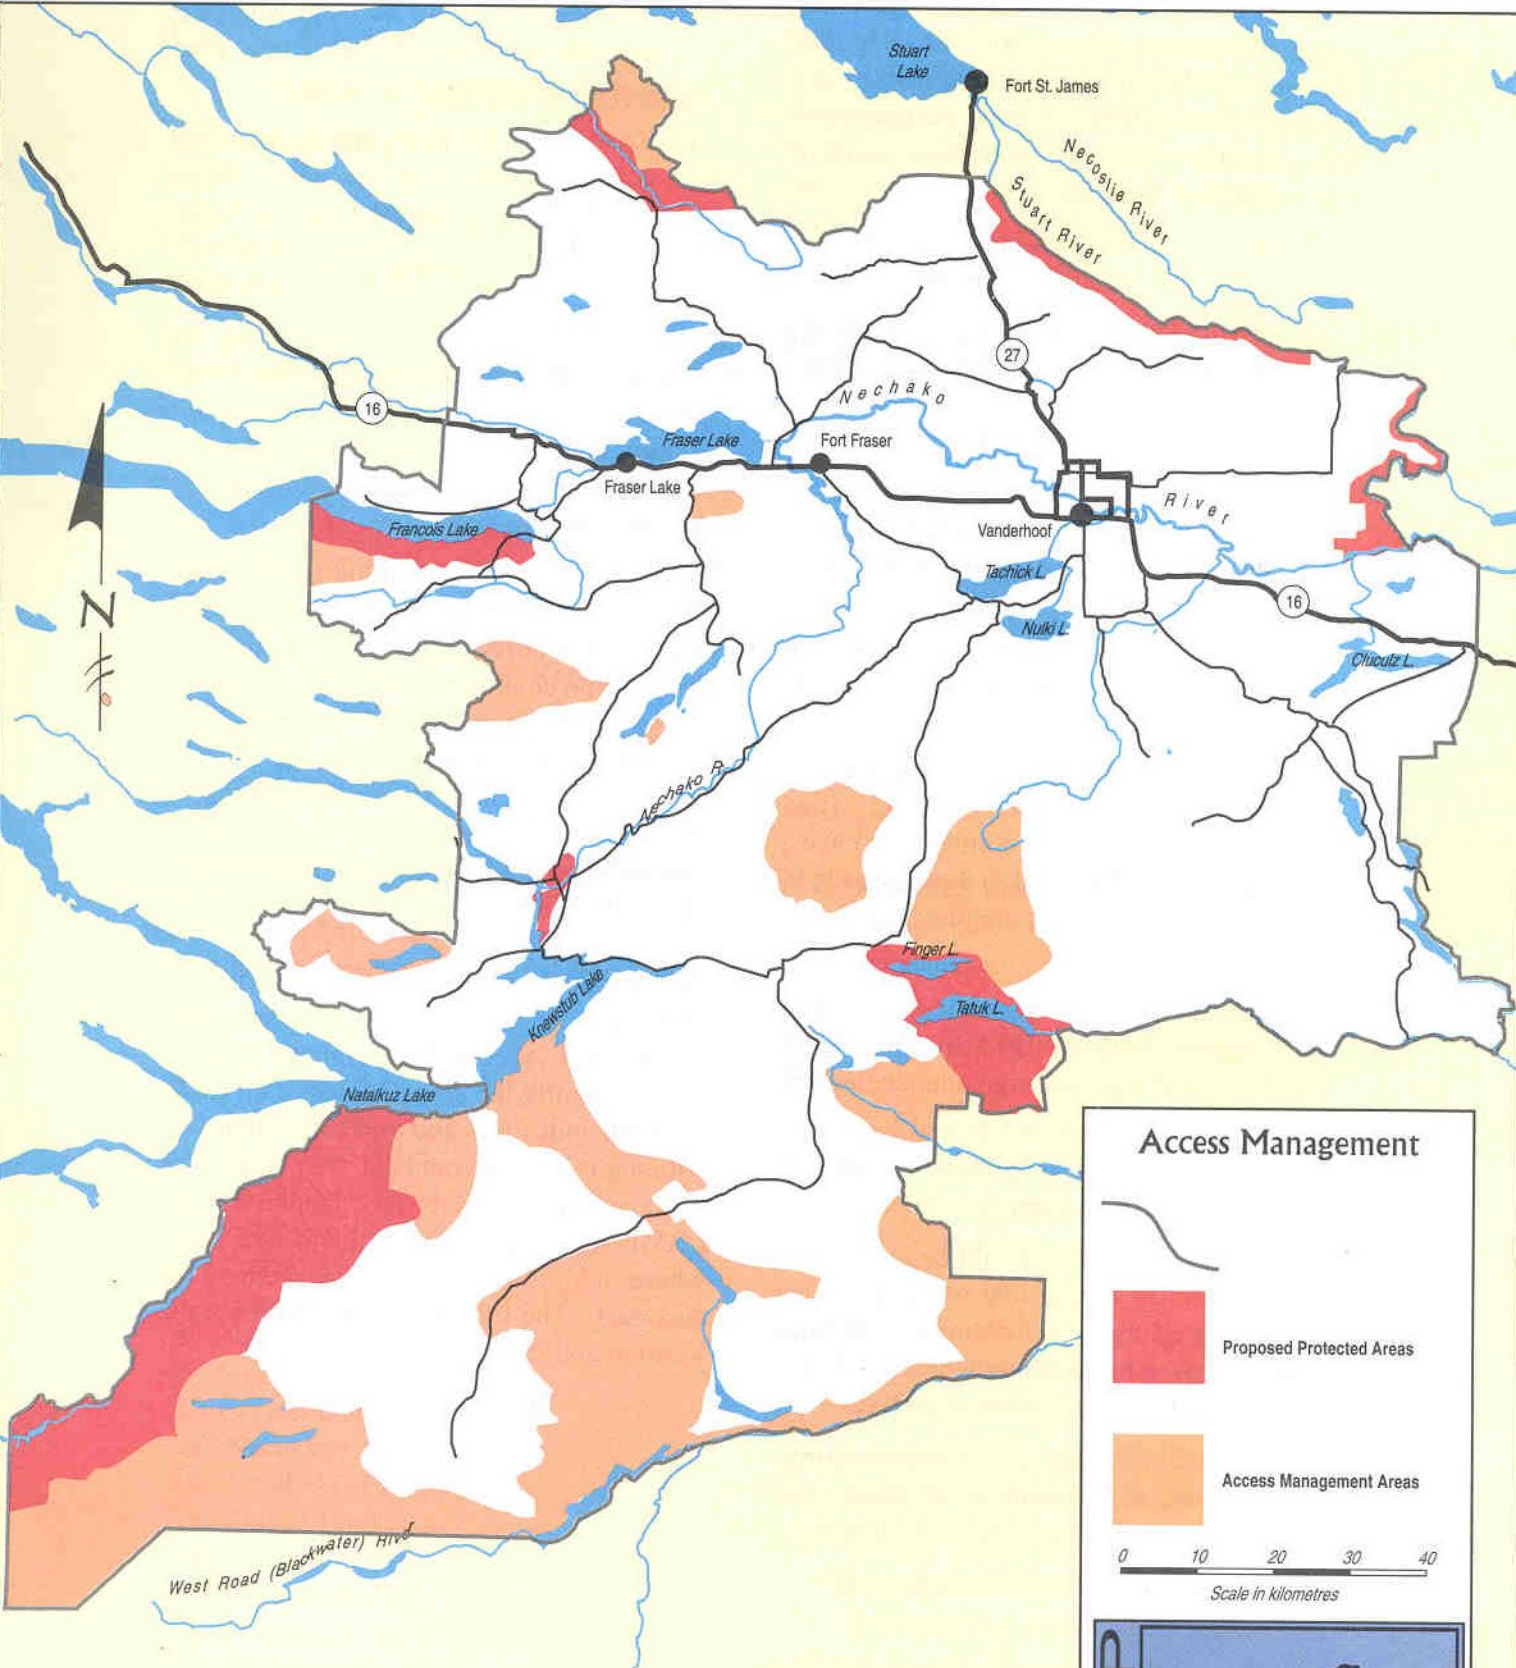 Stuart
Lake
Fort St. James
Necoslie River
Stuart River
27
16
Nechako
Fraser Lake
Fort Fraser
Fraser Lake
River
Francois Lake
Vanderhoof
Tachick L.
16
Nulki L.
Cluculz L.
N
Nechako R.
Finger L.
Knewstub Lake
Tatuk L.
Natalkuz Lake
Access Management
Proposed Protected Areas
Access Management Areas
0 10 20 30 40
Scale in kilometres
West Road (Blackwater) River